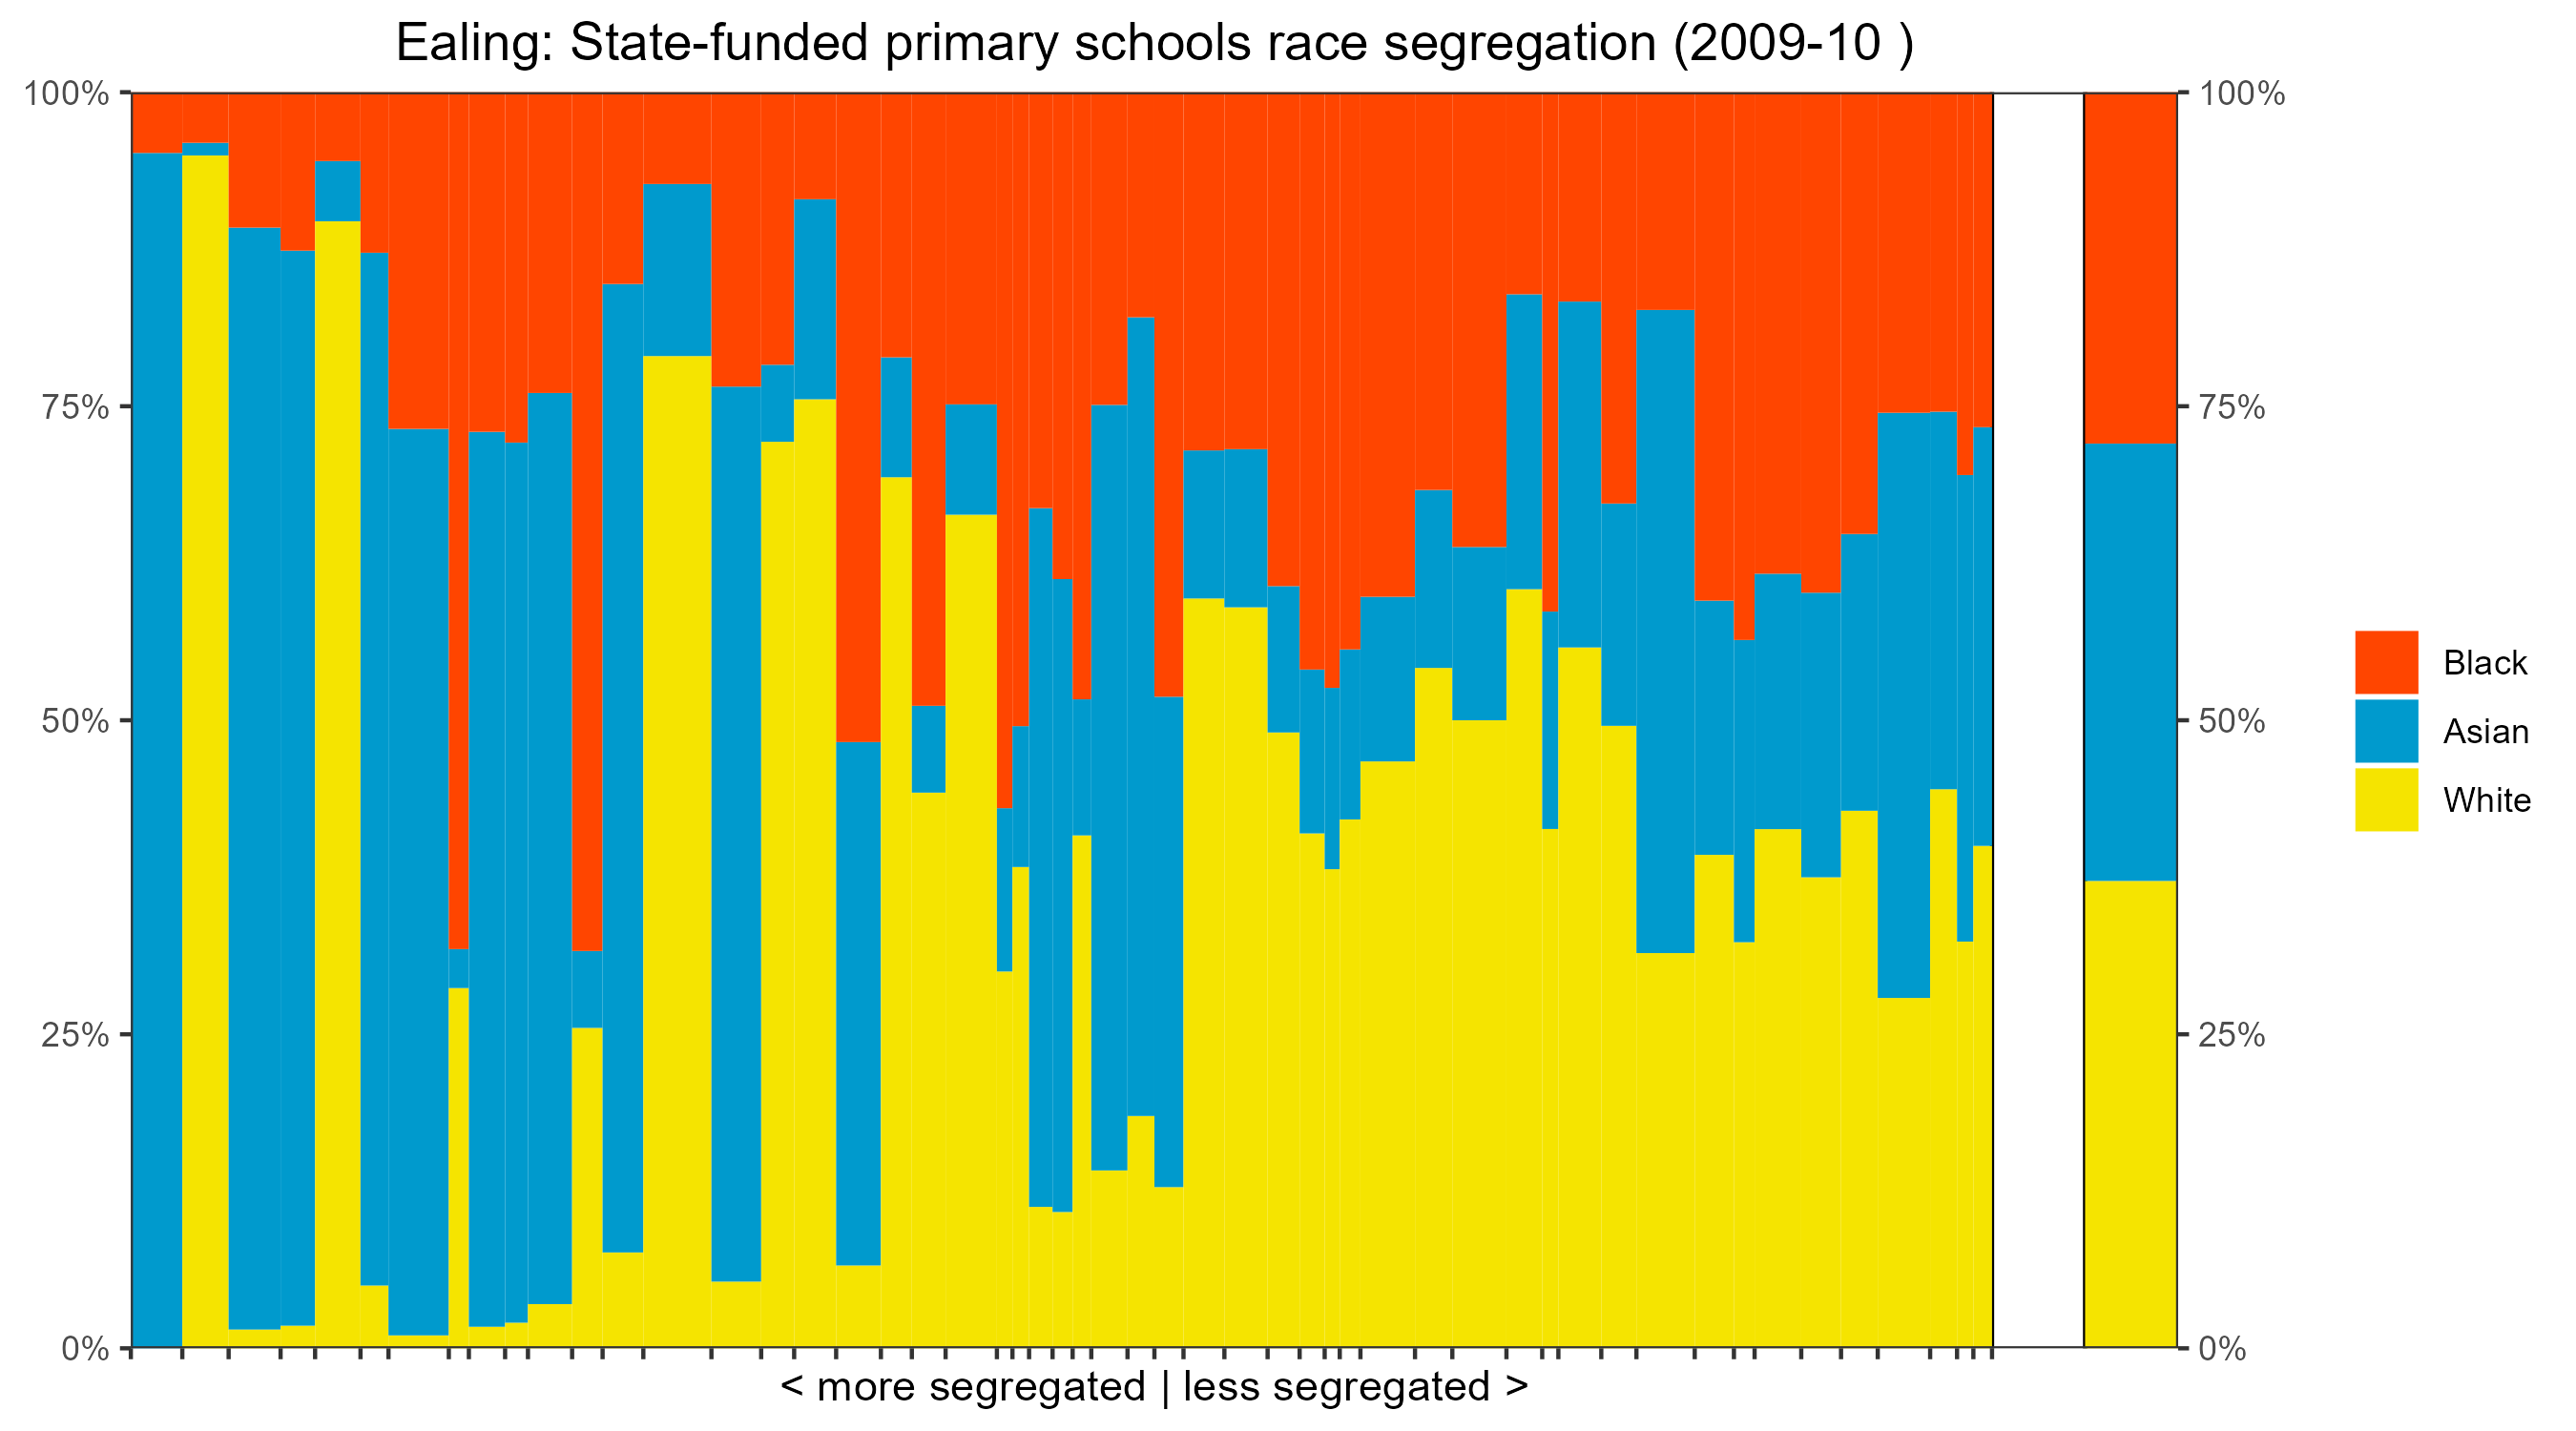 Ealing: State-funded primary schools race segregation (2009-10 )
100%
75%
50%
25%
0%
100%
75%
50%
25%
0%
Black
Asian
White
< more segregated | less segregated >